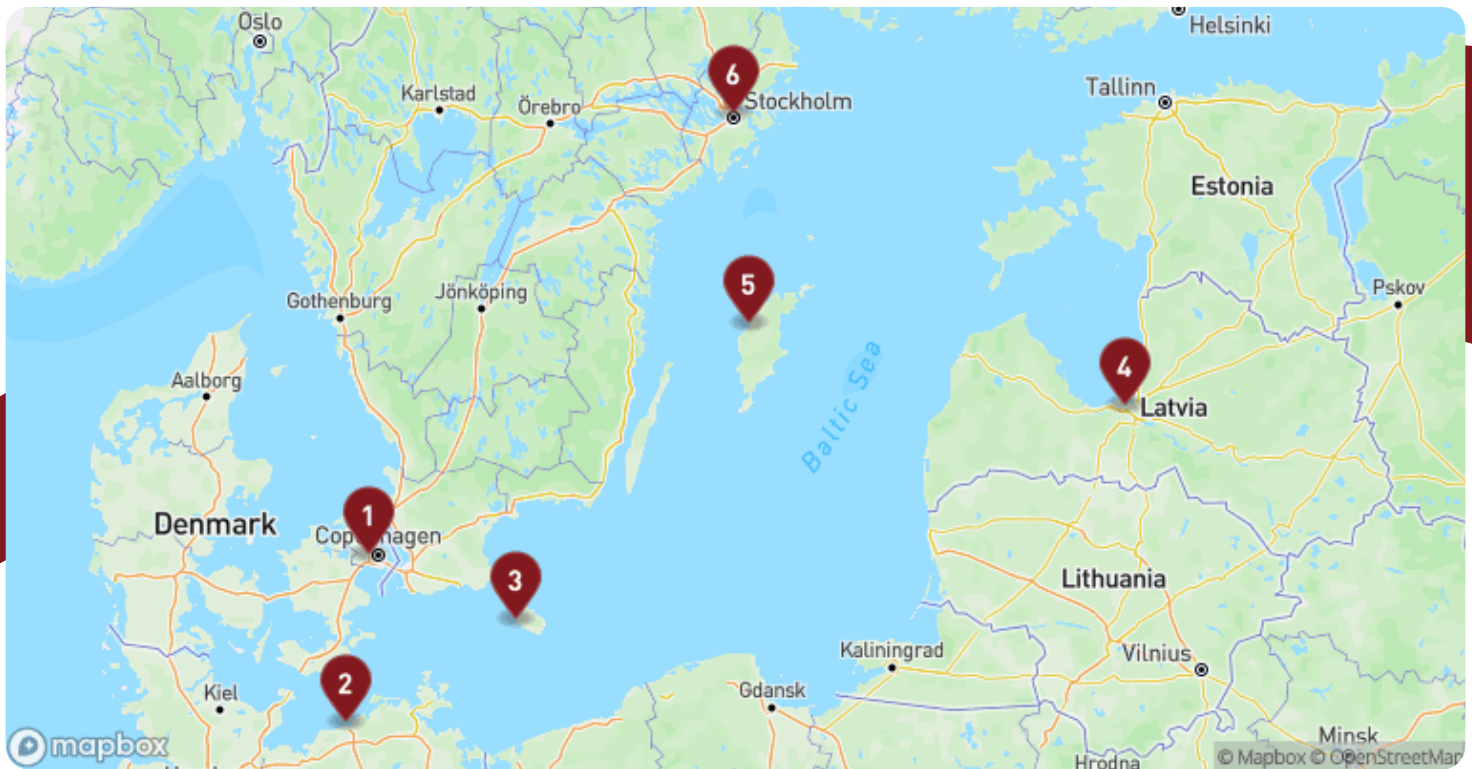 Oslo
Helsinki
6
Karlstad
Örebro
Stockholm
Tallinn
Estonia
5
Gothenburg
Jönköping
Pskov
Baltic Sea
4
Aalborg
Latvia
1
Denmark
Copenhagen
3
Lithuania
2
Kaliningrad
Vilnius
Kiel
Gdansk
mapbox
Minsk
© Mapbox © OpenStreetMap
Hrodna